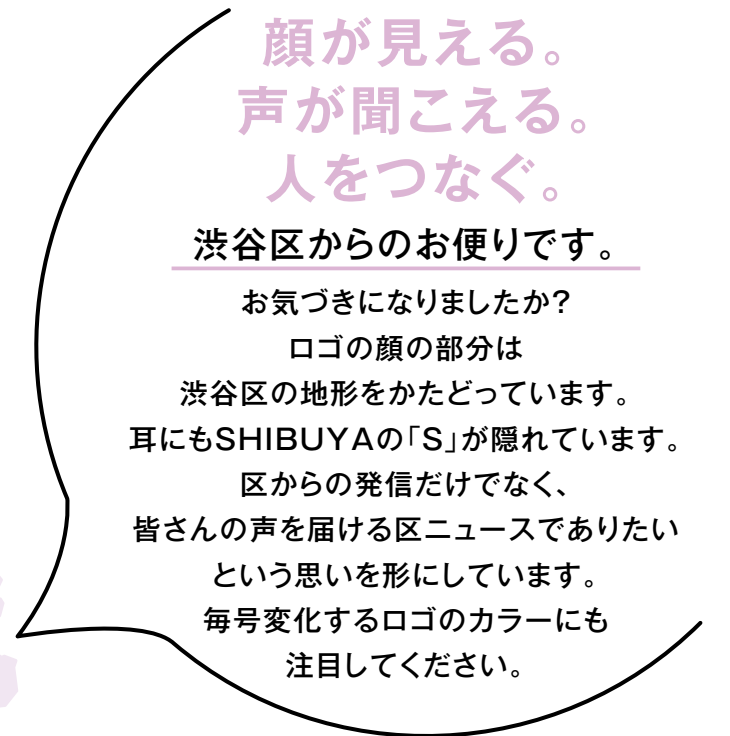 顔が見える。
声が聞こえる。
人をつなぐ。
渋谷区からのお便りです。
お気づきになりましたか?
ロゴの顔の部分は
渋谷区の地形をかたどっています。
耳にもSHIBUYAの「S」が隠れています。
区からの発信だけでなく、
皆さんの声を届ける区ニュースでありたい
という思いを形にしています。
毎号変化するロゴのカラーにも
注目してください。